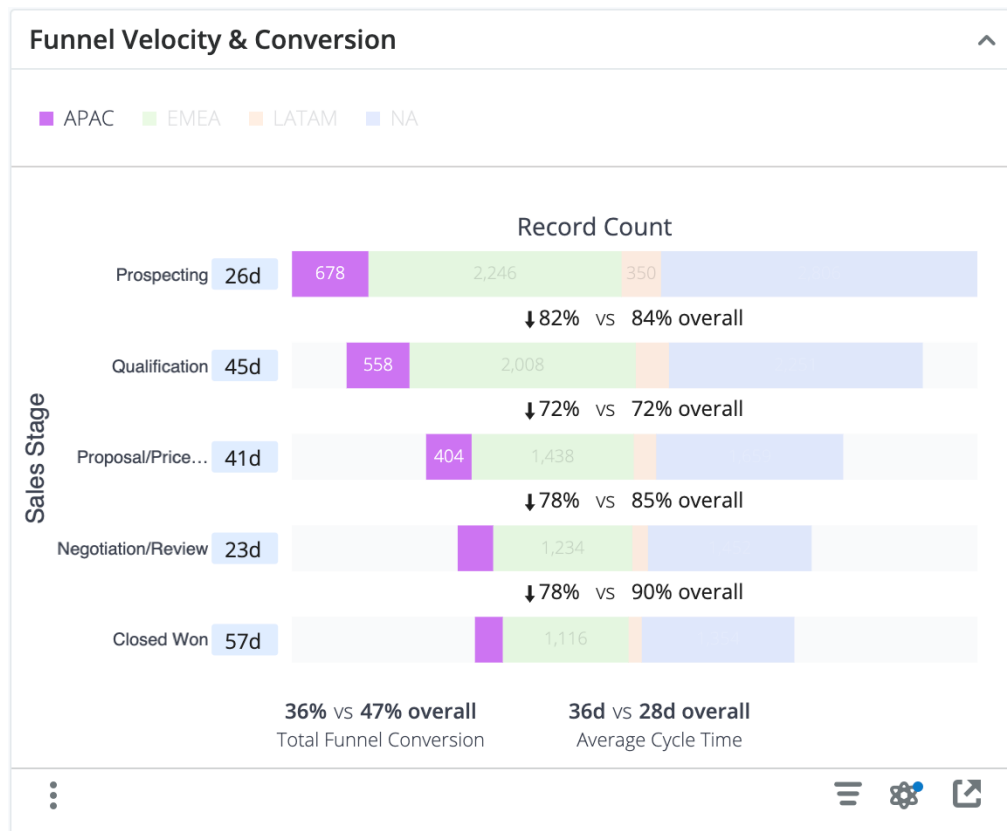 Funnel Velocity & Conversion
APAC EMEA LATAM NA
Record Count
Sales Stage
Prospecting 26d 678 2,246 350
82% vs 84% overall
Qualification 45d 558 2,008
72% vs 72% overall
Proposal/Price... 41d 404 1,438
78% vs 85% overall
Negotiation/Review 23d 1,234
78% vs 90% overall
Closed Won 57d 1,116
36% vs 47% overall 36d vs 28d overall
Total Funnel Conversion Average Cycle Time